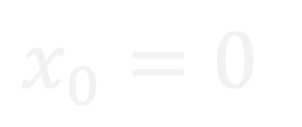 x₀ = 0